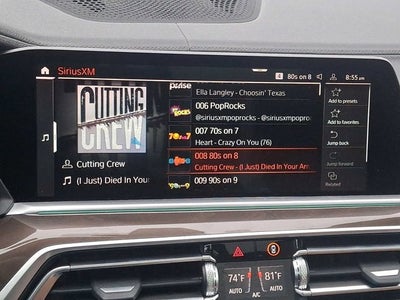 SiriusXM
80s on 8
8:55 am
CUTTING
CREW
Cutting Crew
(I Just) Died In Your
Ella Langley - Choosin' Texas
006 PopRocks
@siriusxmpoprocks - @siriusxmpopro
007 70s on 7
Heart - Crazy On You (76)
008 80s on 8
Cutting Crew - (I Just) Died In Your Arm
009 90s on 9
Add to presets
Add to favorites
Jump back
Jump forward
Related
74°F
AUTO
A/C
81°F
AUTO